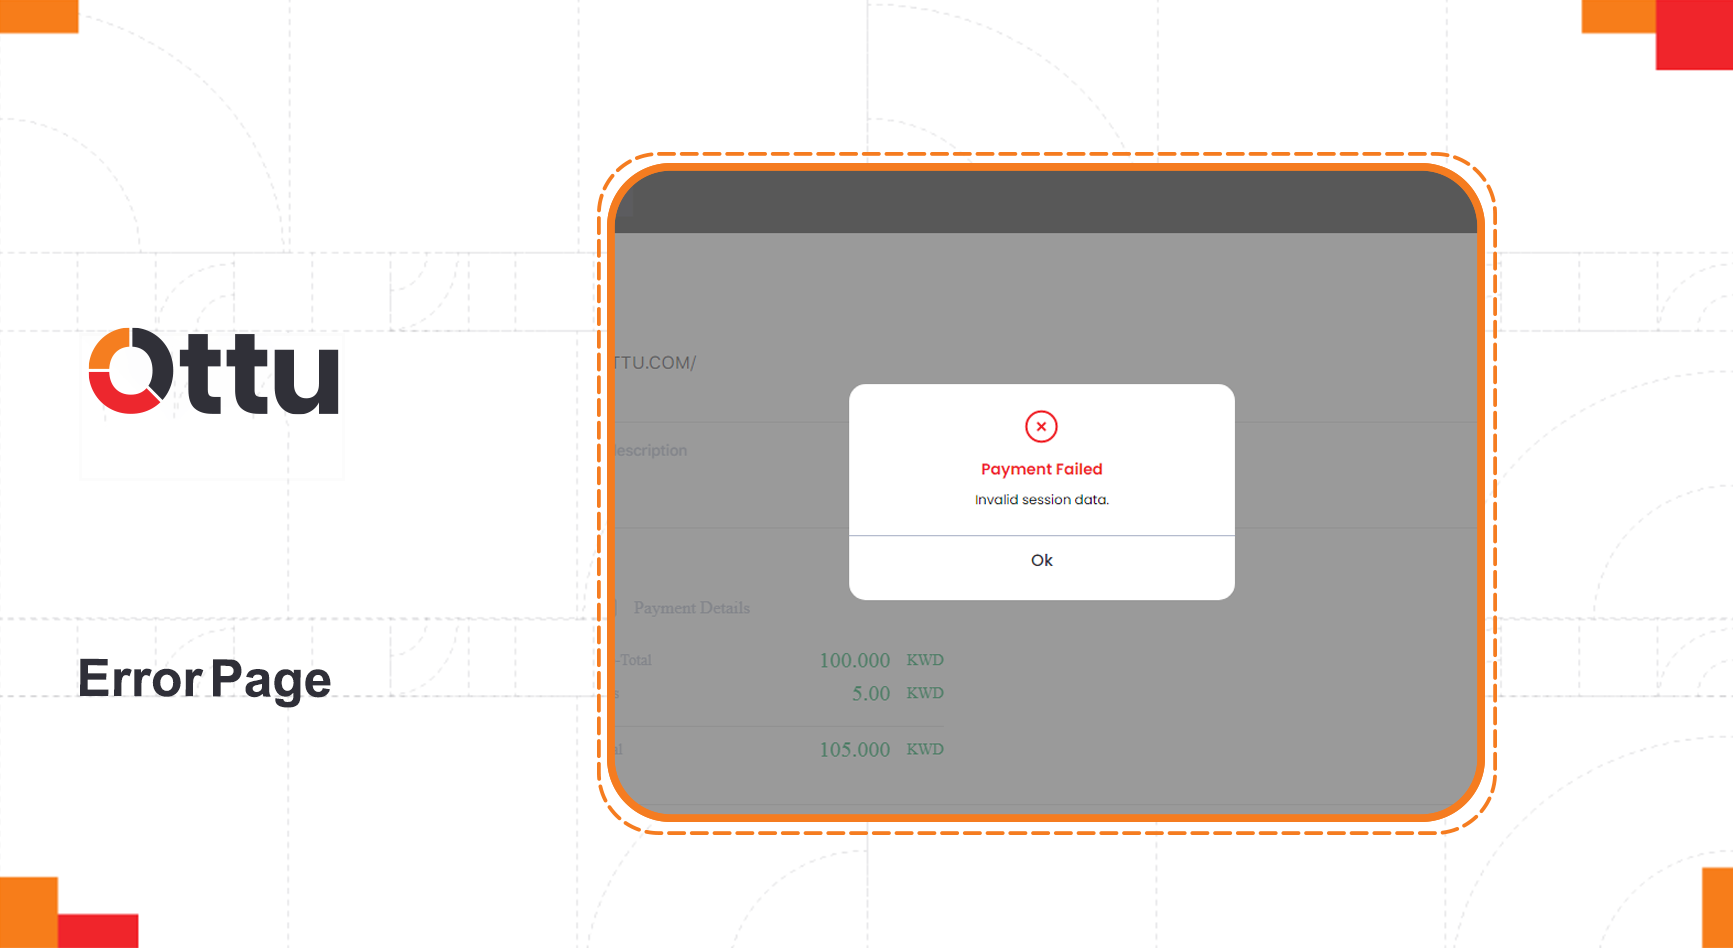 Ottu
Error Page
TTU.COM/
description
Payment Failed
Invalid session data.
Ok
Payment Details
-Total 100.000 KWD
5.00 KWD
105.000 KWD